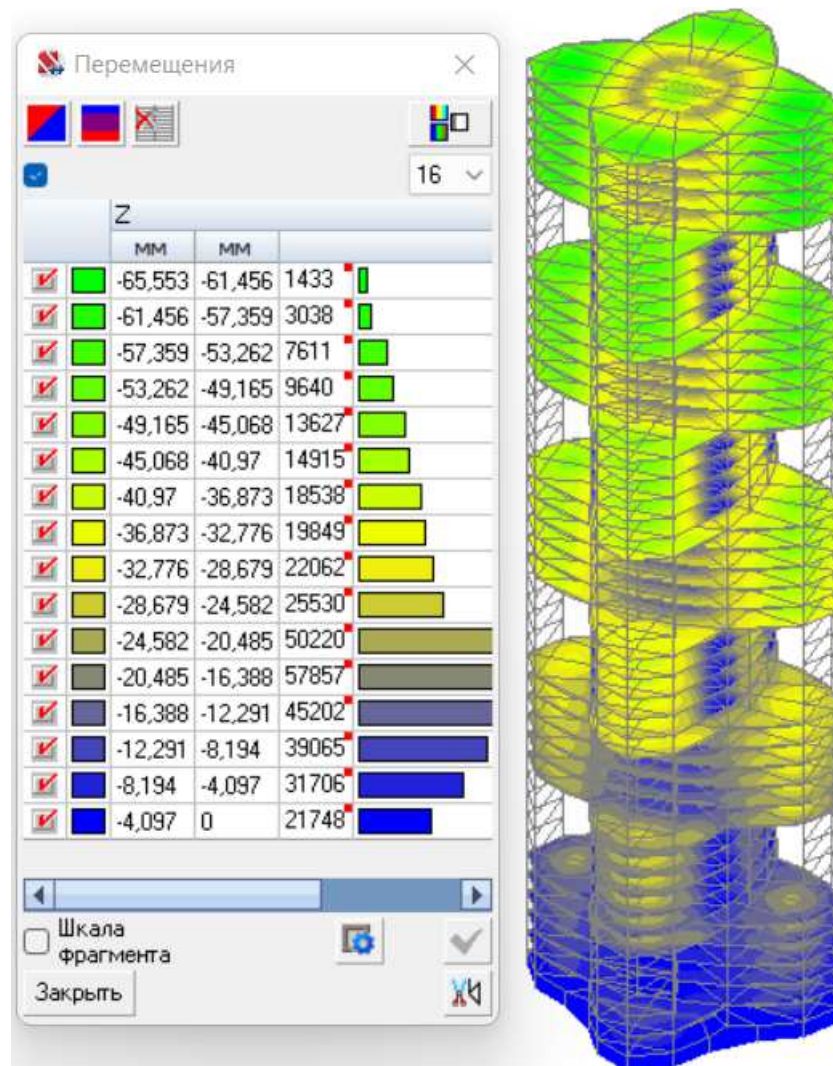 Перемещения
16
Z
мм мм
-65,553 -61,456 1433
-61,456 -57,359 3038
-57,359 -53,262 7611
-53,262 -49,165 9640
-49,165 -45,068 13627
-45,068 -40,97 14915
-40,97 -36,873 18538
-36,873 -32,776 19849
-32,776 -28,679 22062
-28,679 -24,582 25530
-24,582 -20,485 50220
-20,485 -16,388 57857
-16,388 -12,291 45202
-12,291 -8,194 39065
-8,194 -4,097 31706
-4,097 0 21748
Шкала
фрагмента
Закрыть